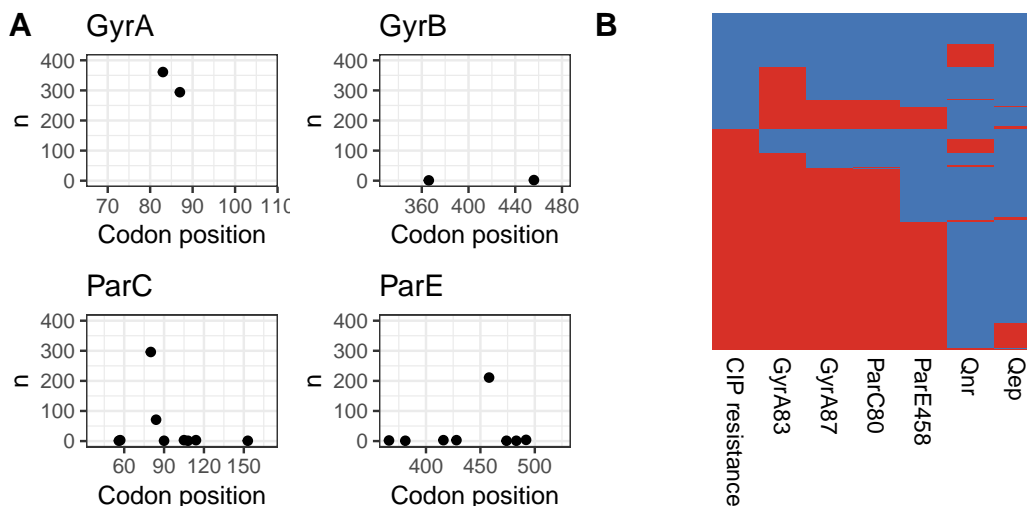 A
GyrA
n
400
300
200
100
0
70 80 90 100 110
Codon position
GyrB
n
400
300
200
100
0
360 400 440 480
Codon position
ParC
n
400
300
200
100
0
60 90 120 150
Codon position
ParE
n
400
300
200
100
0
400 450 500
Codon position
B
CIP resistance
GyrA83
GyrA87
ParC80
ParE458
Qnr
Qep